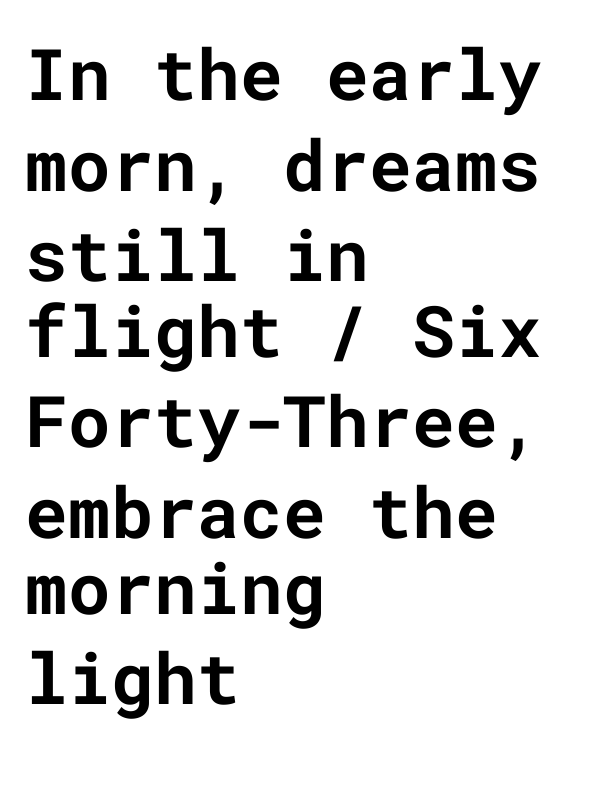 In the early
morn, dreams
still in
flight / Six
Forty-Three,
embrace the
morning
light